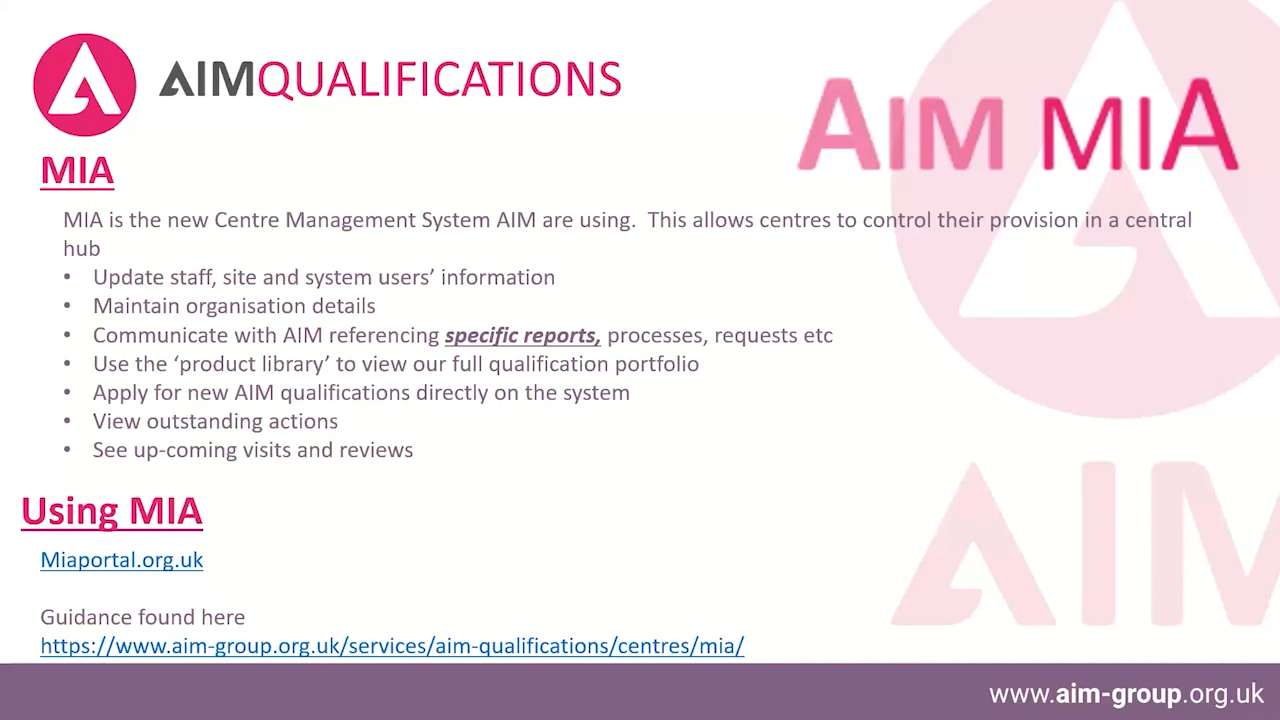 AIMQUALIFICATIONS
AIM MIA
MIA
MIA is the new Centre Management System AIM are using.  This allows centres to control their provision in a central
hub
• Update staff, site and system users’ information
• Maintain organisation details
• Communicate with AIM referencing specific reports, processes, requests etc
• Use the ‘product library’ to view our full qualification portfolio
• Apply for new AIM qualifications directly on the system
• View outstanding actions
• See up-coming visits and reviews
Using MIA
Miaportal.org.uk
Guidance found here
https://www.aim-group.org.uk/services/aim-qualifications/centres/mia/
AIM
www.aim-group.org.uk